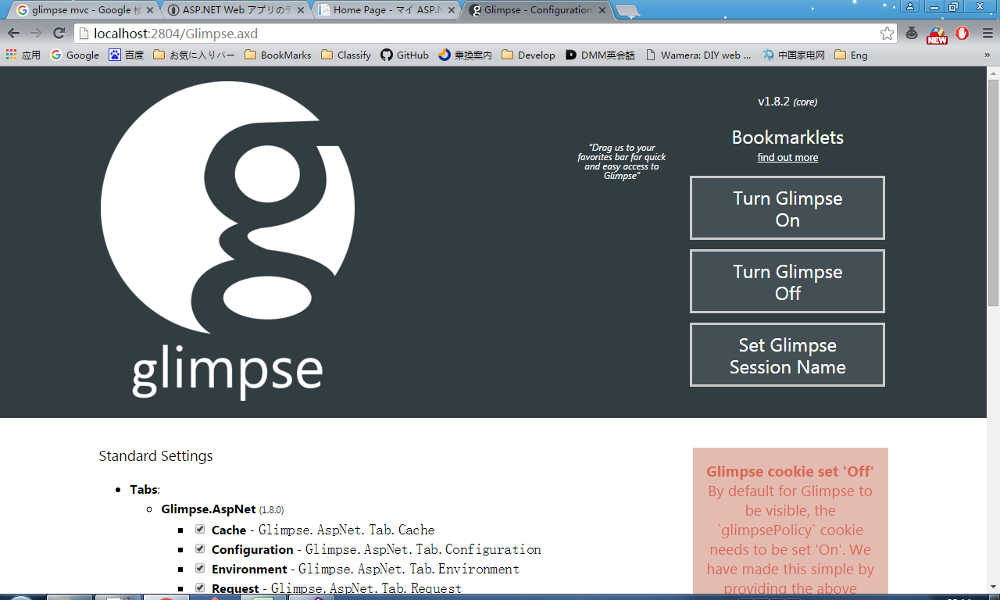 glimpse mvc - Google
ASP.NET Web アプリのデ
Home Page - マイ ASP.N
Glimpse - Configuration
localhost:2804/Glimpse.axd
NEW
应用
Google
百度
お気に入りバー
BookMarks
Classify
GitHub
乗換案内
Develop
DMM英会話
Wamera: DIY web ...
中国家电网
Eng
»
v1.8.2 (core)
Bookmarklets
find out more
"Drag us to your
favorites bar for quick
and easy access to
Glimpse"
Turn Glimpse
On
Turn Glimpse
Off
Set Glimpse
Session Name
glimpse
Standard Settings
Tabs:
Glimpse.AspNet (1.8.0)
Cache - Glimpse.AspNet.Tab.Cache
Configuration - Glimpse.AspNet.Tab.Configuration
Environment - Glimpse.AspNet.Tab.Environment
Request - Glimpse.AspNet.Tab.Request
Glimpse cookie set 'Off'
By default for Glimpse to
be visible, the
`glimpsePolicy` cookie
needs to be set 'On'. We
have made this simple by
providing the above